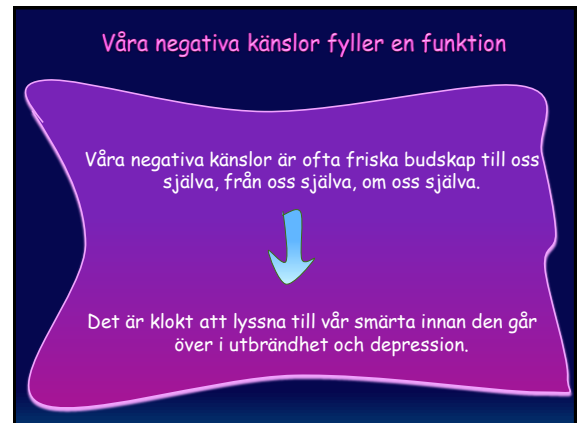 Våra negativa känslor fyller en funktion
Våra negativa känslor är ofta friska budskap till oss
själva, från oss själva, om oss själva.
Det är klokt att lyssna till vår smärta innan den går
över i utbrändhet och depression.